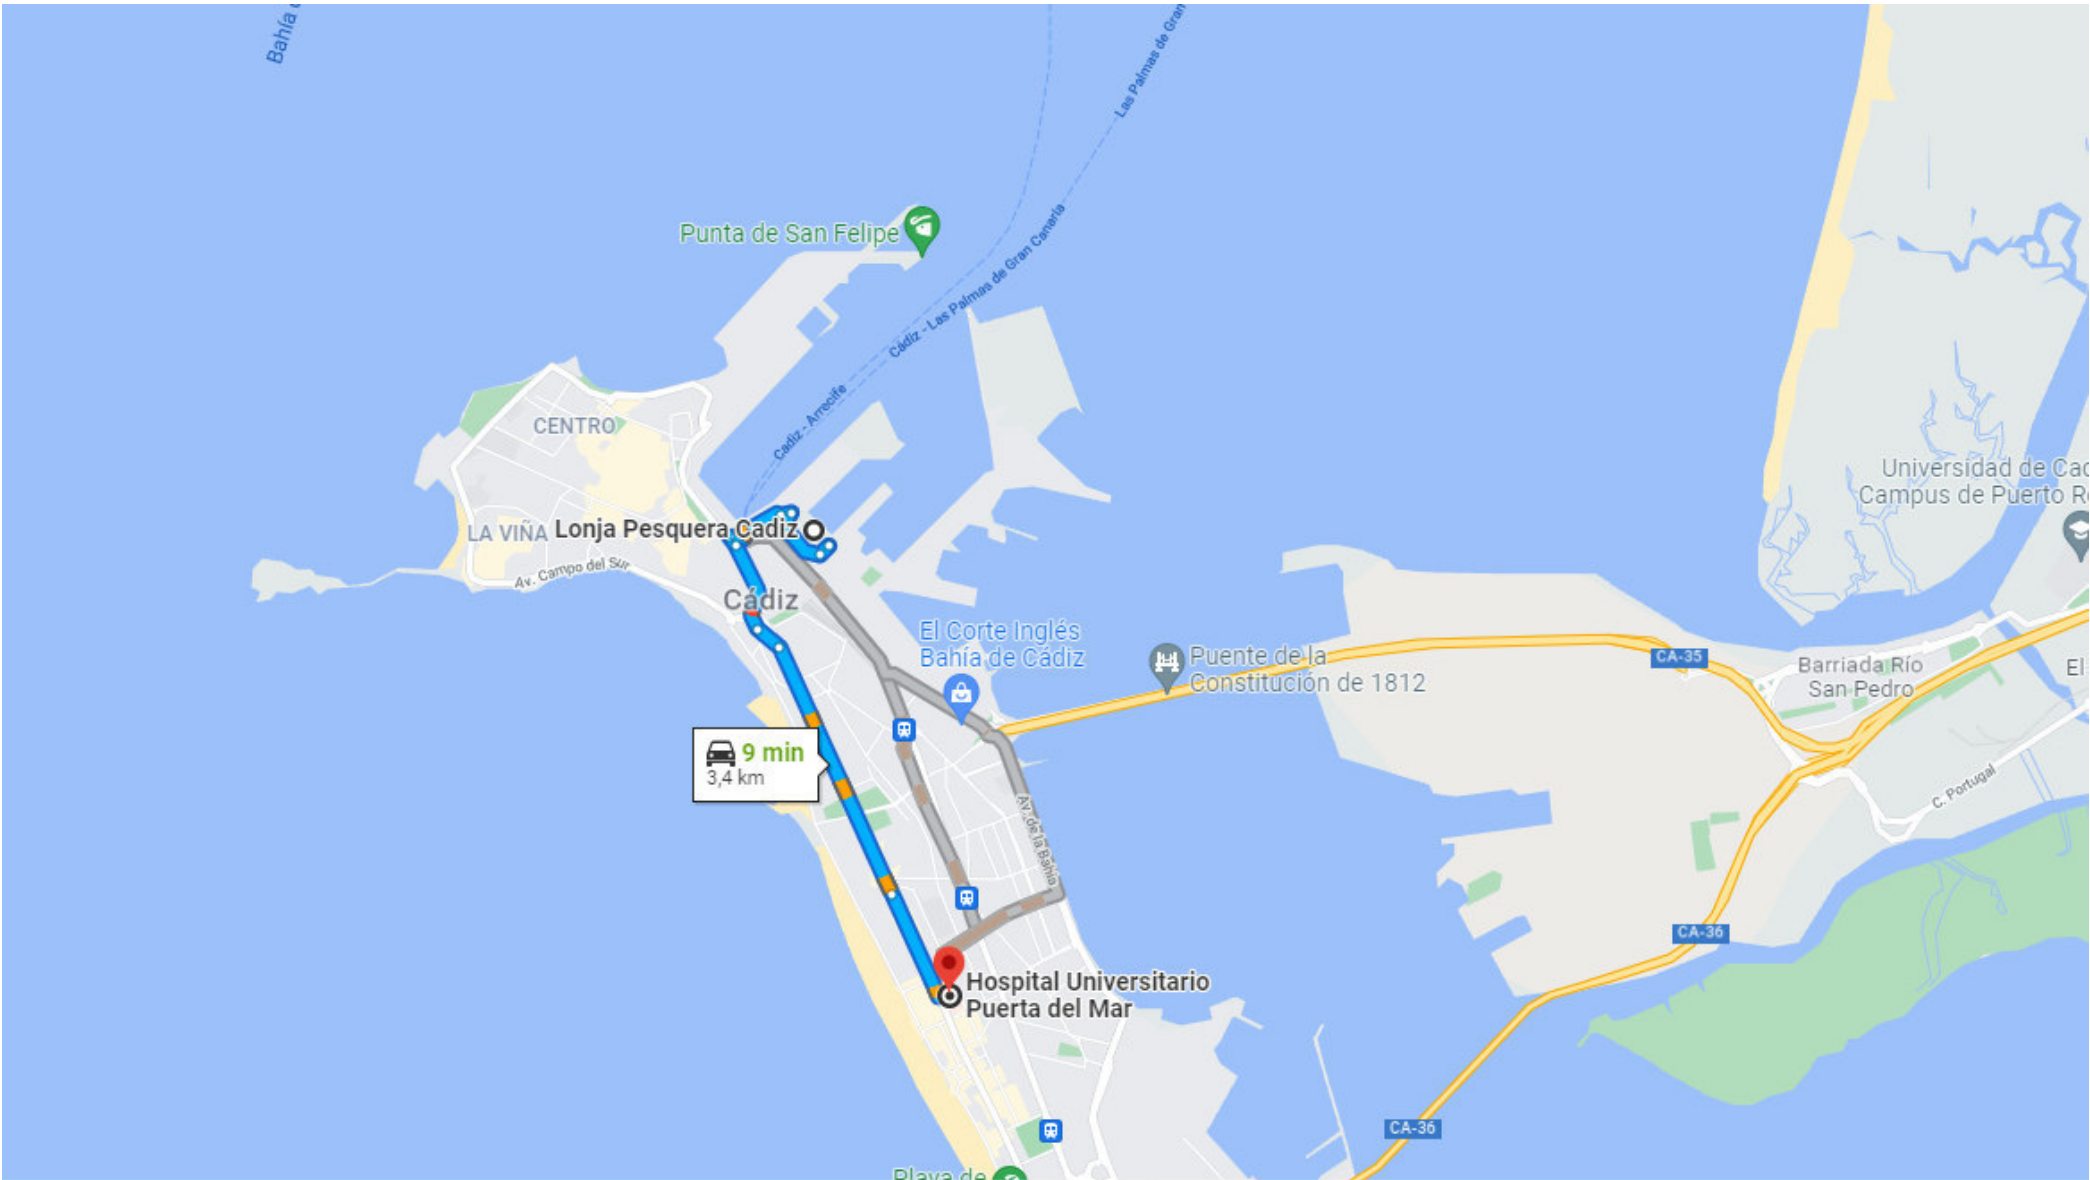 Bahía
Las Palmas de Gran
Punta de San Felipe
Cádiz - Las Palmas de Gran Canaria
Cadiz - Arrecife
CENTRO
LA VIÑA
Lonja Pesquera Cadiz
Av. Campo del Sur
Cádiz
El Corte Inglés
Bahía de Cádiz
Puente de la
Constitución de 1812
CA-35
Universidad de
Campus de Puerto
Barriada Río
San Pedro
El
C. Portugal
9 min
3,4 km
Av. de la Bahía
CA-36
Hospital Universitario
Puerta del Mar
CA-36
Playa de